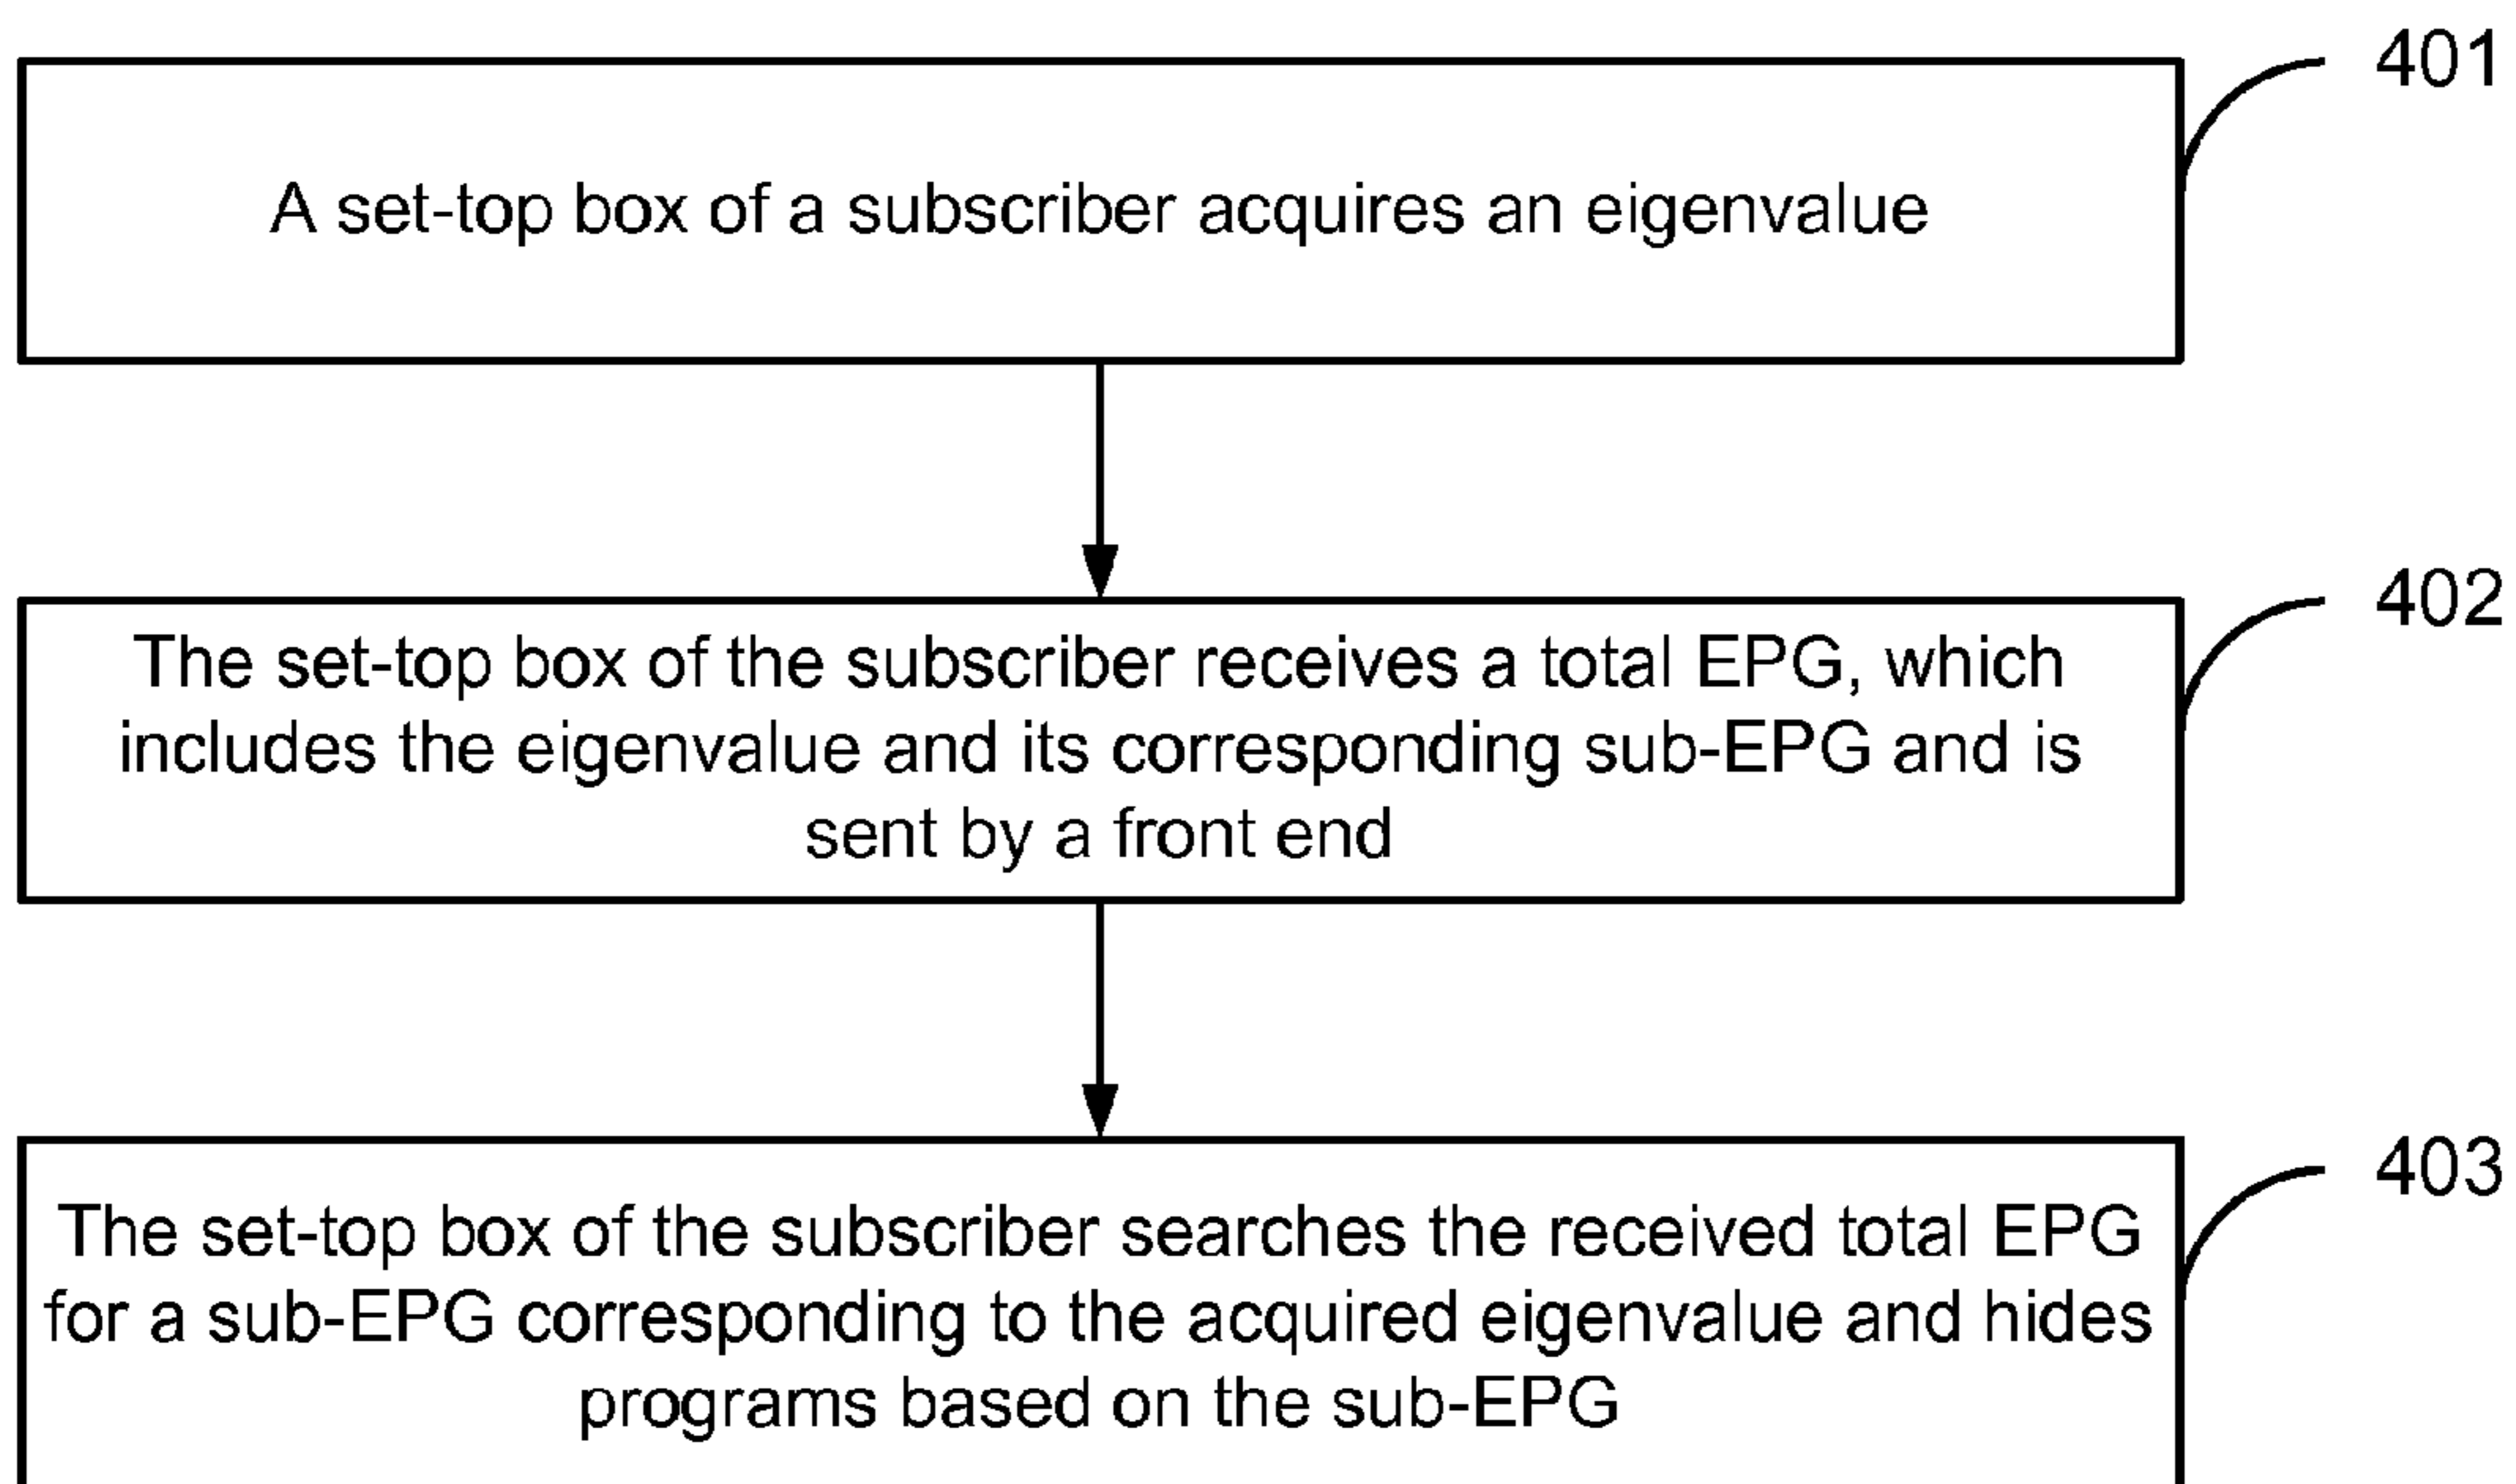 401
A set-top box of a subscriber acquires an eigenvalue
402
The set-top box of the subscriber receives a total EPG, which
includes the eigenvalue and its corresponding sub-EPG and is
sent by a front end
403
The set-top box of the subscriber searches the received total EPG
for a sub-EPG corresponding to the acquired eigenvalue and hides
programs based on the sub-EPG